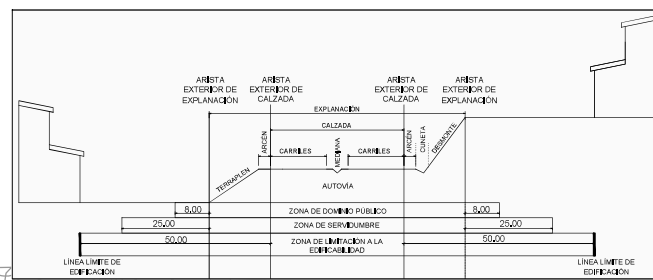 ARISTA
EXTERIOR DE
EXPLANACIÓN
ARISTA
EXTERIOR DE
CALZADA
ARISTA
EXTERIOR DE
CALZADA
ARISTA
EXTERIOR DE
EXPLANACIÓN
EXPLANACIÓN
CALZADA
ARCÉN
CARRILES
MEDIANA
CARRILES
ARCÉN
CUNETA
DESMONTE
TERRAPLEN
AUTOVÍA
8.00
ZONA DE DOMINIO PÚBLICO
8.00
25.00
ZONA DE SERVIDUMBRE
25.00
50.00
ZONA DE LIMITACIÓN A LA
EDIFICABILIDAD
50.00
LÍNEA LÍMITE DE
EDIFICACIÓN
LÍNEA LÍMITE DE
EDIFICACIÓN